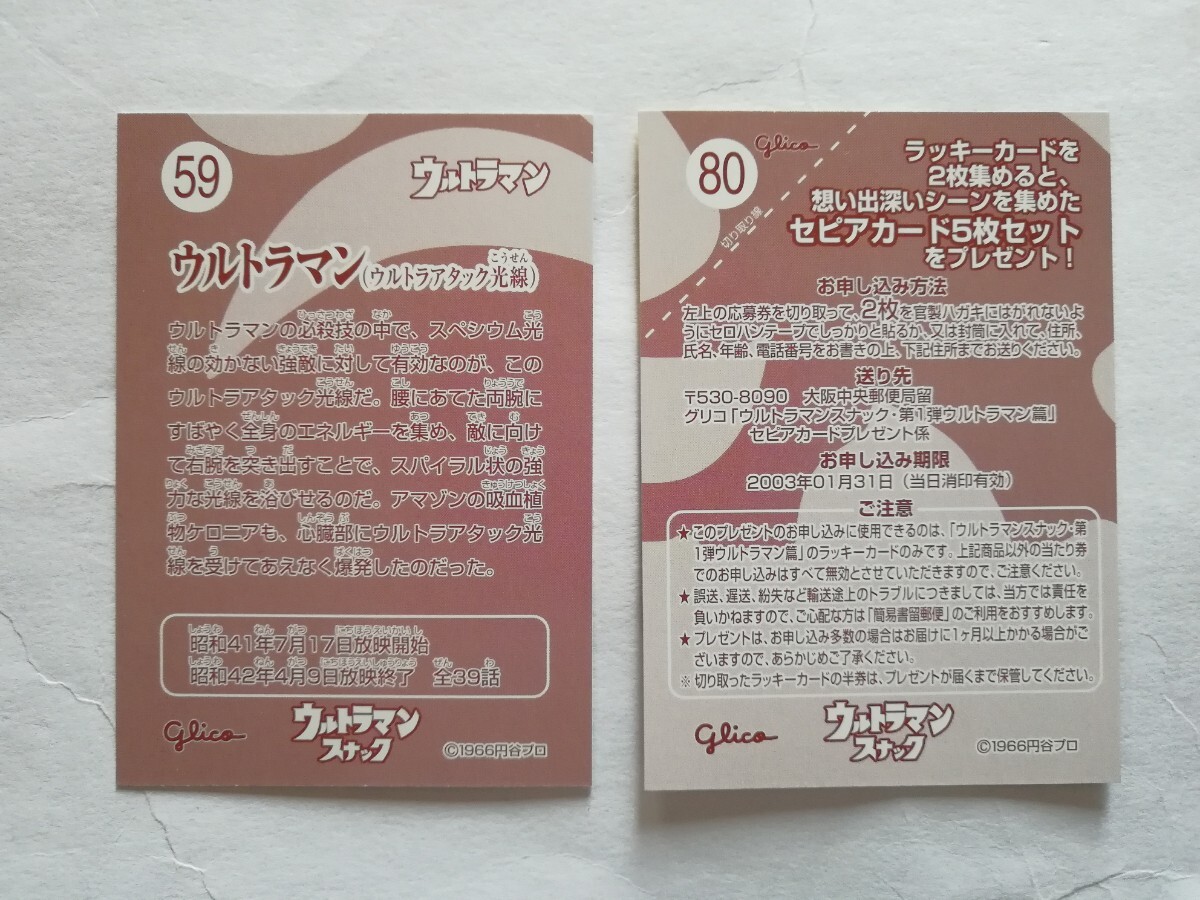 59
ウルトラマン
ウルトラマン(ウルトラアタック光線)
ウルトラマンの必殺技の中で、スペシウム光
線の効かない強敵に対して有効なのが、この
ウルトラアタック光線だ。腰にあてた両腕に
すばやく全身のエネルギーを集め、敵に向け
て右腕を突き出すことで、スパイラル状の強
力な光線を浴びせるのだ。アマゾンの吸血植
物ケロニアも、心臓部にウルトラアタック光
線を受けてあえなく爆発したのだった。
昭和41年7月17日放映開始
昭和42年4月9日放映終了 全39話
Glico
ウルトラマン
スナック
©1966円谷プロ
80
Glico
切り取り線
ラッキーカードを
2枚集めると、
想い出深いシーンを集めた
セピアカード5枚セット
をプレゼント!
お申し込み方法
左上の応募券を切り取って、2枚を官製ハガキにはがれないよ
うにセロハンテープでしっかりと貼るか、又は封筒に入れて、住所、
氏名、年齢、電話番号をお書きの上、下記住所までお送りください。
送り先
〒530-8090 大阪中央郵便局留
グリコ「ウルトラマンスナック・第1弾ウルトラマン篇」
セピアカードプレゼント係
お申し込み期限
2003年01月31日(当日消印有効)
ご注意
★このプレゼントのお申し込みに使用できるのは、「ウルトラマンスナック・第
1弾ウルトラマン篇」のラッキーカードのみです。上記商品以外の当たり券
でのお申し込みはすべて無効とさせていただきますので、ご注意ください。
★誤送、遅送、紛失など輸送途上のトラブルにつきましては、当方では責任を
負いかねますので、ご心配な方は「簡易書留郵便」のご利用をおすすめします。
★プレゼントは、お申し込み多数の場合はお届けに1ヶ月以上かかる場合がご
ざいますので、あらかじめご了承ください。
※切り取ったラッキーカードの半券は、プレゼントが届くまで保管してください。
Glico
ウルトラマン
スナック
©1966円谷プロ